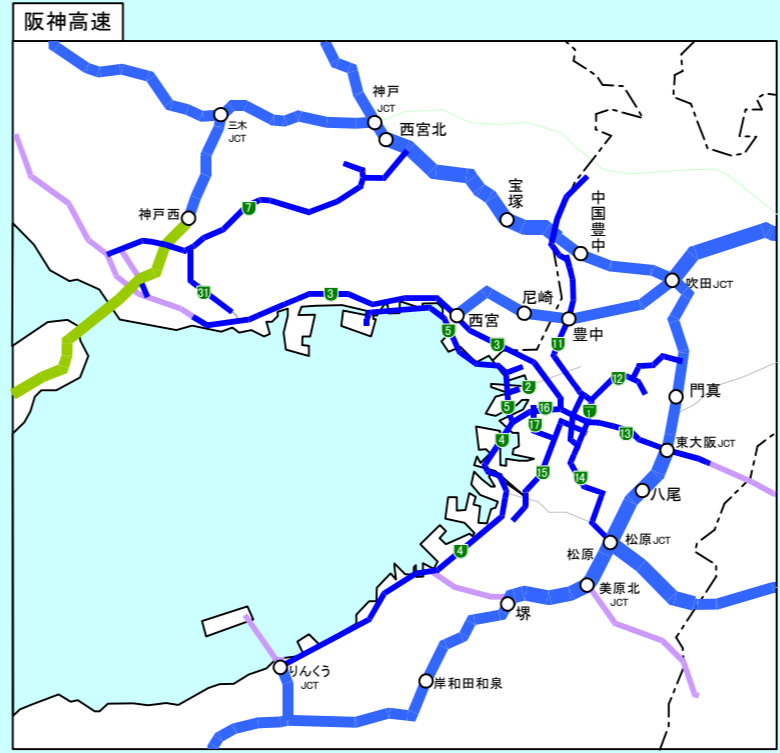 阪神高速
神戸
JCT
三木
JCT
西宮北
宝塚
中国豊中
神戸西
7
吹田JCT
31
3
尼崎
西宮
豊中
5
3
11
12
2
門真
5
16
1
17
13
4
東大阪JCT
15
14
八尾
4
松原
松原JCT
美原北
JCT
堺
りんくう
JCT
岸和田和泉